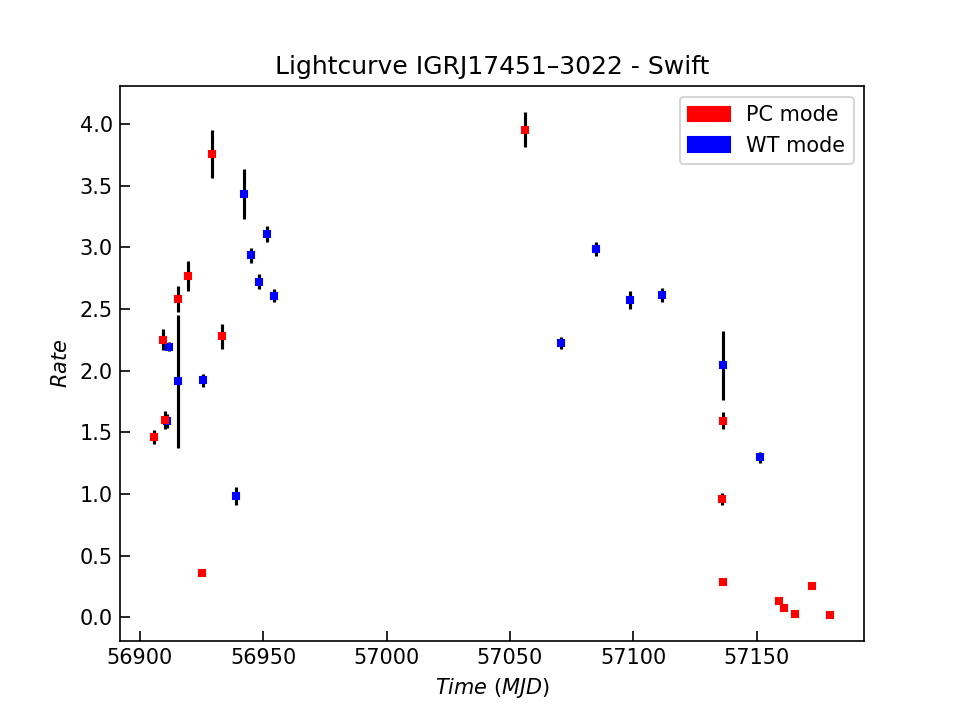 Lightcurve IGRJ17451–3022 - Swift
PC mode
WT mode
4.0
3.5
3.0
2.5
2.0
1.5
1.0
0.5
0.0
Rate
56900 56950 57000 57050 57100 57150
Time (MJD)